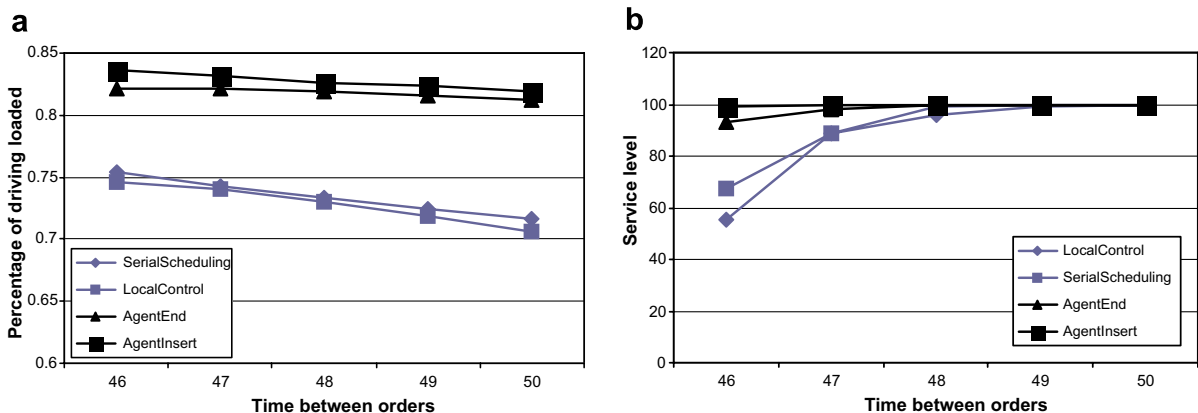 a
Percentage of driving loaded
0.85
0.8
0.75
0.7
0.65
0.6
SerialScheduling
LocalControl
AgentEnd
AgentInsert
46 47 48 49 50
Time between orders
b
Service level
120
100
80
60
40
20
0
LocalControl
SerialScheduling
AgentEnd
AgentInsert
46 47 48 49 50
Time between orders